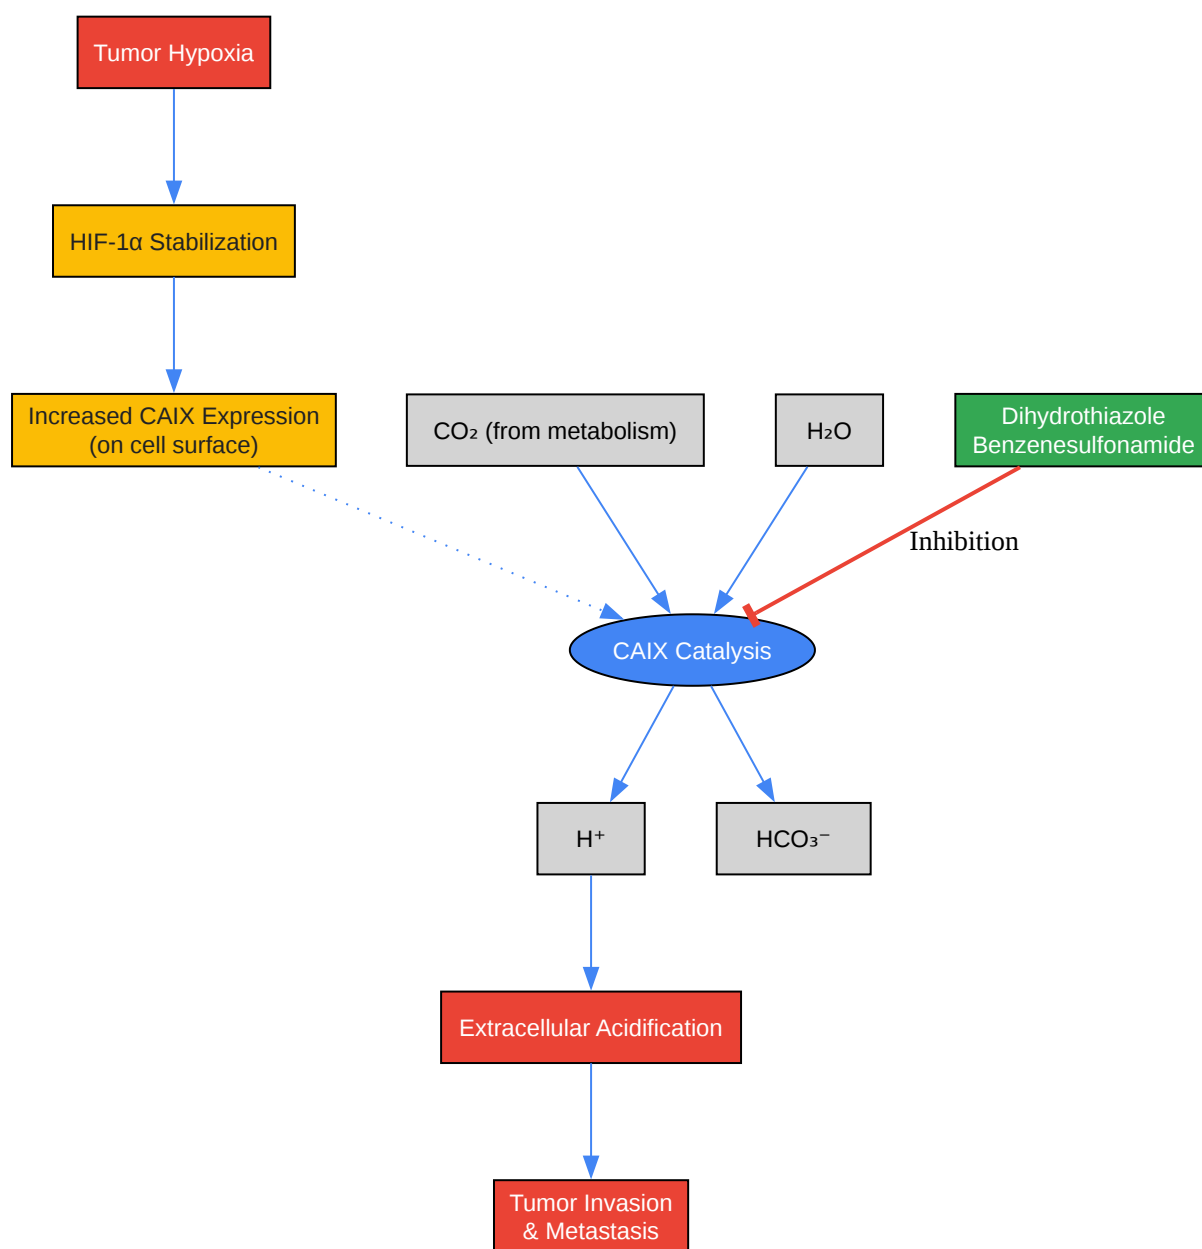 Tumor Hypoxia
HIF-1α Stabilization
Increased CAIX Expression
(on cell surface)
CO₂ (from metabolism)
H₂O
Dihydrothiazole
Benzenesulfonamide
Inhibition
CAIX Catalysis
H⁺
HCO₃⁻
Extracellular Acidification
Tumor Invasion
& Metastasis